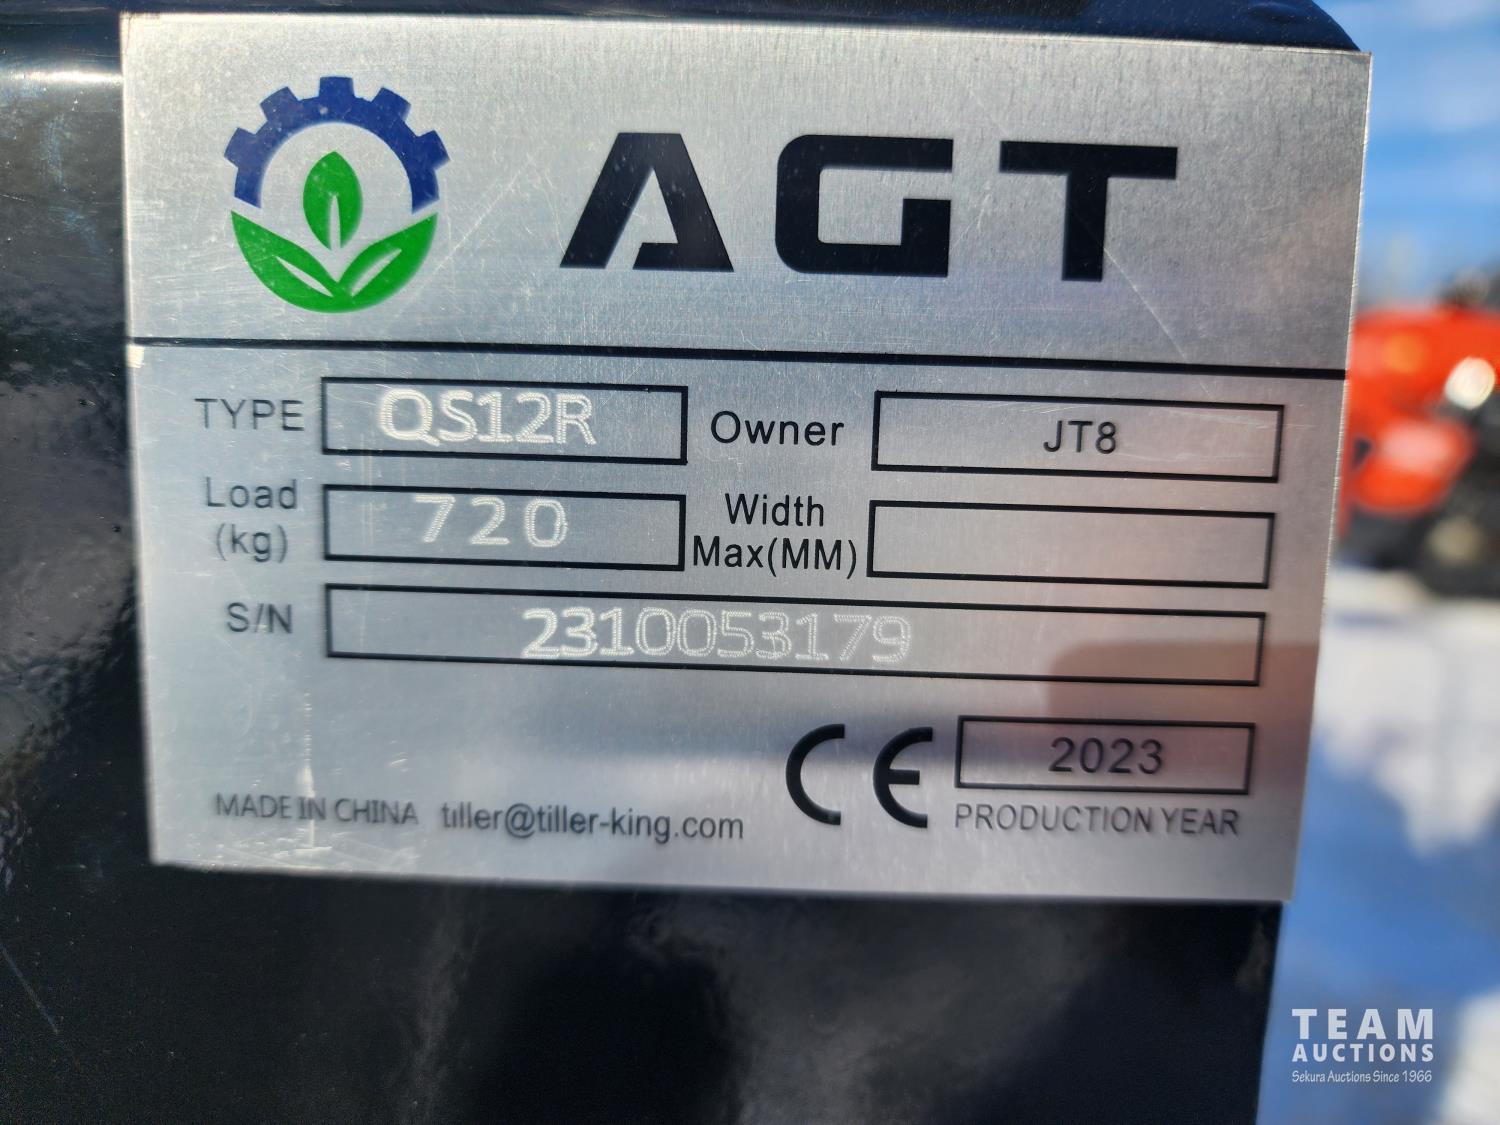 AGT
TYPE QS12R Owner JT8
Load (kg) 720 Width Max(MM)
S/N 2310053179
CE 2023
MADE IN CHINA tiller@tiller-king.com PRODUCTION YEAR
TEAM
AUCTIONS
Sekura Auctions Since 1966